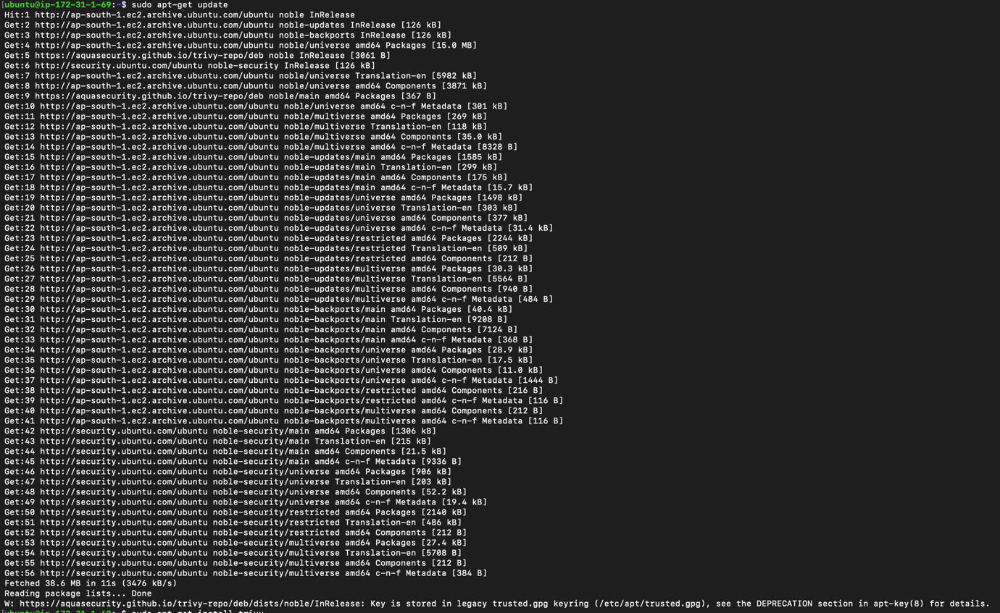 [ubuntu@ip-172-31-1-69:~$ sudo apt-get update
Hit:1 http://ap-south-1.ec2.archive.ubuntu.com/ubuntu noble InRelease
Get:2 http://ap-south-1.ec2.archive.ubuntu.com/ubuntu noble-updates InRelease [126 kB]
Get:3 http://ap-south-1.ec2.archive.ubuntu.com/ubuntu noble-backports InRelease [126 kB]
Get:4 http://ap-south-1.ec2.archive.ubuntu.com/ubuntu noble/universe amd64 Packages [15.0 MB]
Get:5 https://aquasecurity.github.io/trivy-repo/deb noble InRelease [3061 B]
Get:6 http://security.ubuntu.com/ubuntu noble-security InRelease [126 kB]
Get:7 http://ap-south-1.ec2.archive.ubuntu.com/ubuntu noble/universe Translation-en [5982 kB]
Get:8 http://ap-south-1.ec2.archive.ubuntu.com/ubuntu noble/universe amd64 Components [3871 kB]
Get:9 https://aquasecurity.github.io/trivy-repo/deb noble/main amd64 Packages [367 B]
Get:10 http://ap-south-1.ec2.archive.ubuntu.com/ubuntu noble/universe amd64 c-n-f Metadata [301 kB]
Get:11 http://ap-south-1.ec2.archive.ubuntu.com/ubuntu noble/multiverse amd64 Packages [269 kB]
Get:12 http://ap-south-1.ec2.archive.ubuntu.com/ubuntu noble/multiverse Translation-en [118 kB]
Get:13 http://ap-south-1.ec2.archive.ubuntu.com/ubuntu noble/multiverse amd64 Components [35.0 kB]
Get:14 http://ap-south-1.ec2.archive.ubuntu.com/ubuntu noble/multiverse amd64 c-n-f Metadata [8328 B]
Get:15 http://ap-south-1.ec2.archive.ubuntu.com/ubuntu noble-updates/main amd64 Packages [1585 kB]
Get:16 http://ap-south-1.ec2.archive.ubuntu.com/ubuntu noble-updates/main Translation-en [299 kB]
Get:17 http://ap-south-1.ec2.archive.ubuntu.com/ubuntu noble-updates/main amd64 Components [175 kB]
Get:18 http://ap-south-1.ec2.archive.ubuntu.com/ubuntu noble-updates/main amd64 c-n-f Metadata [15.7 kB]
Get:19 http://ap-south-1.ec2.archive.ubuntu.com/ubuntu noble-updates/universe amd64 Packages [1498 kB]
Get:20 http://ap-south-1.ec2.archive.ubuntu.com/ubuntu noble-updates/universe Translation-en [303 kB]
Get:21 http://ap-south-1.ec2.archive.ubuntu.com/ubuntu noble-updates/universe amd64 Components [377 kB]
Get:22 http://ap-south-1.ec2.archive.ubuntu.com/ubuntu noble-updates/universe amd64 c-n-f Metadata [31.4 kB]
Get:23 http://ap-south-1.ec2.archive.ubuntu.com/ubuntu noble-updates/restricted amd64 Packages [2244 kB]
Get:24 http://ap-south-1.ec2.archive.ubuntu.com/ubuntu noble-updates/restricted Translation-en [509 kB]
Get:25 http://ap-south-1.ec2.archive.ubuntu.com/ubuntu noble-updates/restricted amd64 Components [212 B]
Get:26 http://ap-south-1.ec2.archive.ubuntu.com/ubuntu noble-updates/multiverse amd64 Packages [30.3 kB]
Get:27 http://ap-south-1.ec2.archive.ubuntu.com/ubuntu noble-updates/multiverse Translation-en [5564 B]
Get:28 http://ap-south-1.ec2.archive.ubuntu.com/ubuntu noble-updates/multiverse amd64 Components [940 B]
Get:29 http://ap-south-1.ec2.archive.ubuntu.com/ubuntu noble-updates/multiverse amd64 c-n-f Metadata [484 B]
Get:30 http://ap-south-1.ec2.archive.ubuntu.com/ubuntu noble-backports/main amd64 Packages [40.4 kB]
Get:31 http://ap-south-1.ec2.archive.ubuntu.com/ubuntu noble-backports/main Translation-en [9208 B]
Get:32 http://ap-south-1.ec2.archive.ubuntu.com/ubuntu noble-backports/main amd64 Components [7124 B]
Get:33 http://ap-south-1.ec2.archive.ubuntu.com/ubuntu noble-backports/main amd64 c-n-f Metadata [368 B]
Get:34 http://ap-south-1.ec2.archive.ubuntu.com/ubuntu noble-backports/universe amd64 Packages [28.9 kB]
Get:35 http://ap-south-1.ec2.archive.ubuntu.com/ubuntu noble-backports/universe Translation-en [17.5 kB]
Get:36 http://ap-south-1.ec2.archive.ubuntu.com/ubuntu noble-backports/universe amd64 Components [11.0 kB]
Get:37 http://ap-south-1.ec2.archive.ubuntu.com/ubuntu noble-backports/universe amd64 c-n-f Metadata [1444 B]
Get:38 http://ap-south-1.ec2.archive.ubuntu.com/ubuntu noble-backports/restricted amd64 Components [216 B]
Get:39 http://ap-south-1.ec2.archive.ubuntu.com/ubuntu noble-backports/restricted amd64 c-n-f Metadata [116 B]
Get:40 http://ap-south-1.ec2.archive.ubuntu.com/ubuntu noble-backports/multiverse amd64 Components [212 B]
Get:41 http://ap-south-1.ec2.archive.ubuntu.com/ubuntu noble-backports/multiverse amd64 c-n-f Metadata [116 B]
Get:42 http://security.ubuntu.com/ubuntu noble-security/main amd64 Packages [1306 kB]
Get:43 http://security.ubuntu.com/ubuntu noble-security/main Translation-en [215 kB]
Get:44 http://security.ubuntu.com/ubuntu noble-security/main amd64 Components [21.5 kB]
Get:45 http://security.ubuntu.com/ubuntu noble-security/main amd64 c-n-f Metadata [9336 B]
Get:46 http://security.ubuntu.com/ubuntu noble-security/universe amd64 Packages [906 kB]
Get:47 http://security.ubuntu.com/ubuntu noble-security/universe Translation-en [203 kB]
Get:48 http://security.ubuntu.com/ubuntu noble-security/universe amd64 Components [52.2 kB]
Get:49 http://security.ubuntu.com/ubuntu noble-security/universe amd64 c-n-f Metadata [19.4 kB]
Get:50 http://security.ubuntu.com/ubuntu noble-security/restricted amd64 Packages [2140 kB]
Get:51 http://security.ubuntu.com/ubuntu noble-security/restricted Translation-en [486 kB]
Get:52 http://security.ubuntu.com/ubuntu noble-security/restricted amd64 Components [212 B]
Get:53 http://security.ubuntu.com/ubuntu noble-security/multiverse amd64 Packages [27.4 kB]
Get:54 http://security.ubuntu.com/ubuntu noble-security/multiverse Translation-en [5708 B]
Get:55 http://security.ubuntu.com/ubuntu noble-security/multiverse amd64 Components [212 B]
Get:56 http://security.ubuntu.com/ubuntu noble-security/multiverse amd64 c-n-f Metadata [384 B]
Fetched 38.6 MB in 11s (3476 kB/s)
Reading package lists... Done
W: https://aquasecurity.github.io/trivy-repo/deb/dists/noble/InRelease: Key is stored in legacy trusted.gpg keyring (/etc/apt/trusted.gpg), see the DEPRECATION section in apt-key(8) for details.
[ubuntu@ip-172-31-1-69:~$ sudo apt-get install trivy